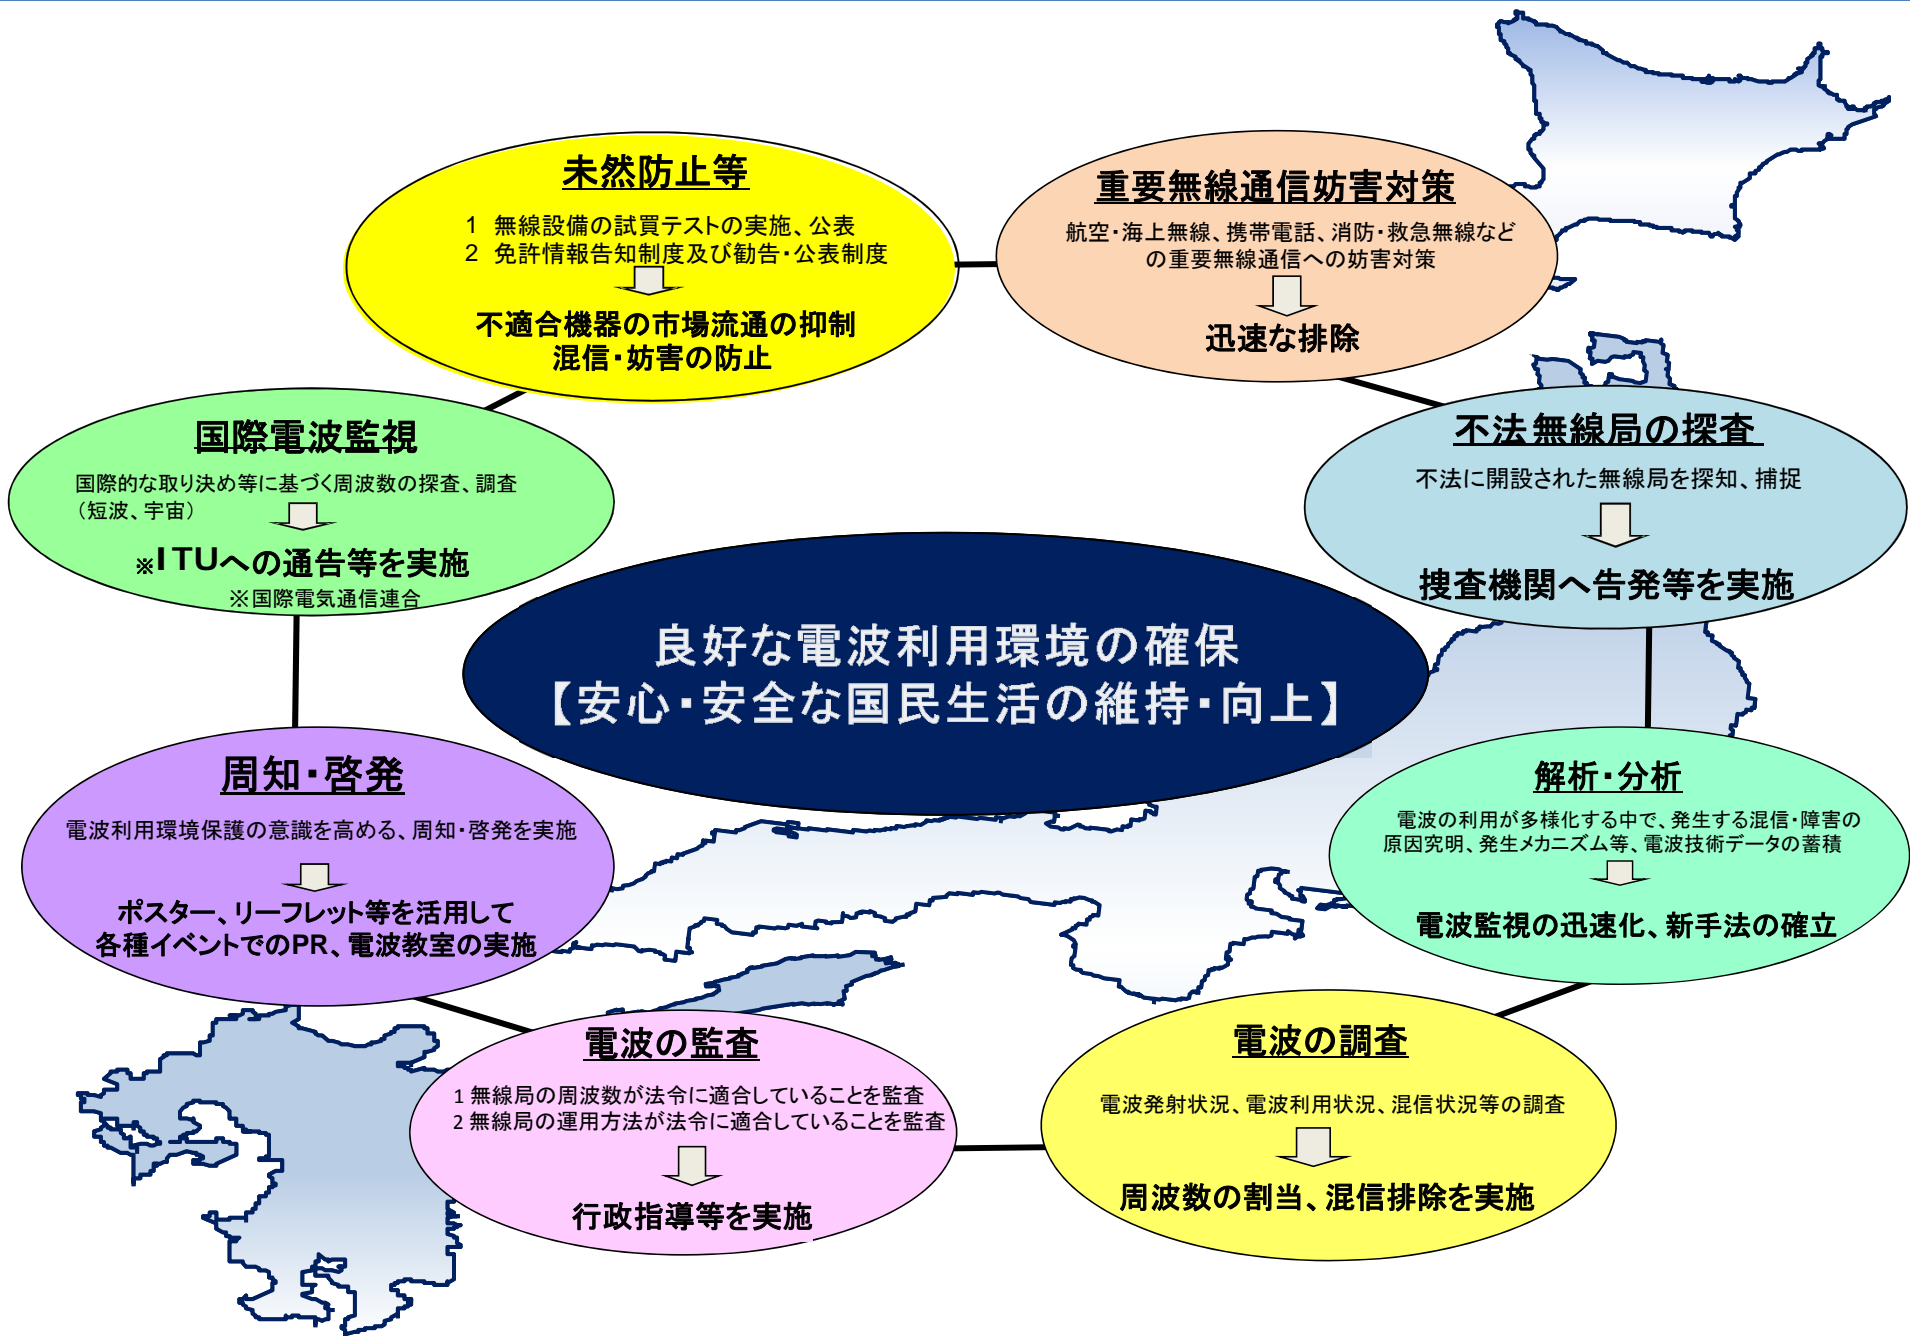 未然防止等
1 無線設備の試買テストの実施、公表
2 免許情報告知制度及び勧告・公表制度
不適合機器の市場流通の抑制
混信・妨害の防止
重要無線通信妨害対策
航空・海上無線、携帯電話、消防・救急無線など
の重要無線通信への妨害対策
迅速な排除
国際電波監視
国際的な取り決め等に基づく周波数の探査、調査
(短波、宇宙)
※ITUへの通告等を実施
※国際電気通信連合
不法無線局の探査
不法に開設された無線局を探知、捕捉
捜査機関へ告発等を実施
良好な電波利用環境の確保
【安心・安全な国民生活の維持・向上】
周知・啓発
電波利用環境保護の意識を高める、周知・啓発を実施
ポスター、リーフレット等を活用して
各種イベントでのPR、電波教室の実施
解析・分析
電波の利用が多様化する中で、発生する混信・障害の
原因究明、発生メカニズム等、電波技術データの蓄積
電波監視の迅速化、新手法の確立
電波の監査
1 無線局の周波数が法令に適合していることを監査
2 無線局の運用方法が法令に適合していることを監査
行政指導等を実施
電波の調査
電波発射状況、電波利用状況、混信状況等の調査
周波数の割当、混信排除を実施